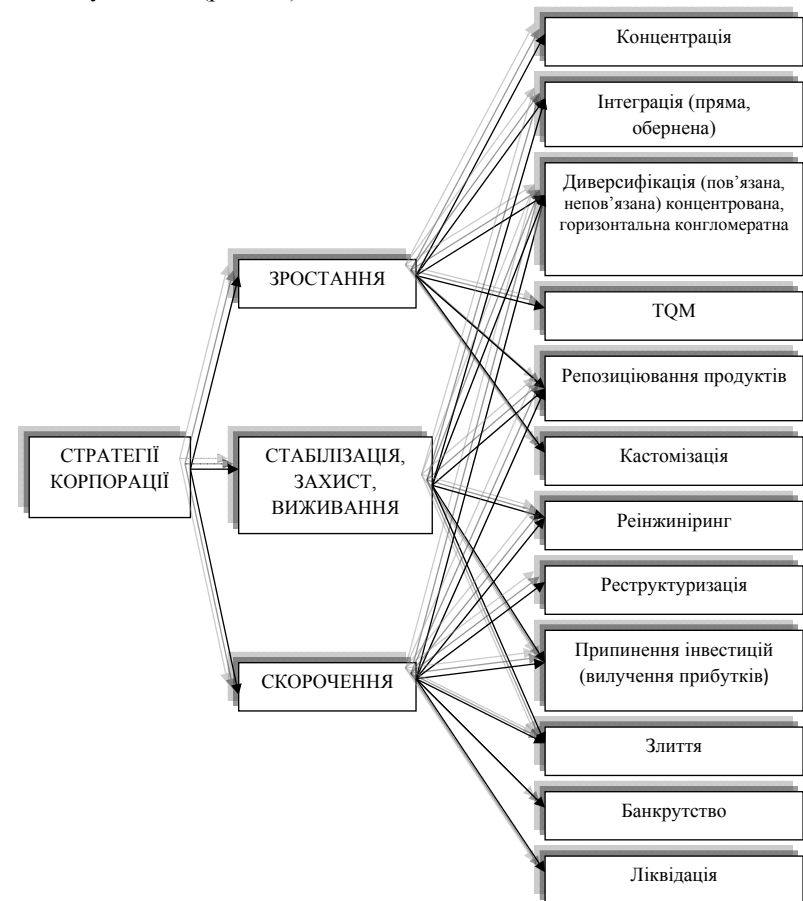 Концентрація
Інтеграція (пряма,
обернена)
Диверсифікація (пов’язана,
непов’язана) концентрована,
горизонтальна конгломератна
ЗРОСТАННЯ
TQM
Репозиціювання продуктів
СТРАТЕГІЇ
КОРПОРАЦІЇ
СТАБІЛІЗАЦІЯ,
ЗАХИСТ,
ВИЖИВАННЯ
Кастомізація
Реінжиніринг
Реструктуризація
Припинення інвестицій
(вилучення прибутків)
СКОРОЧЕННЯ
Злиття
Банкрутство
Ліквідація